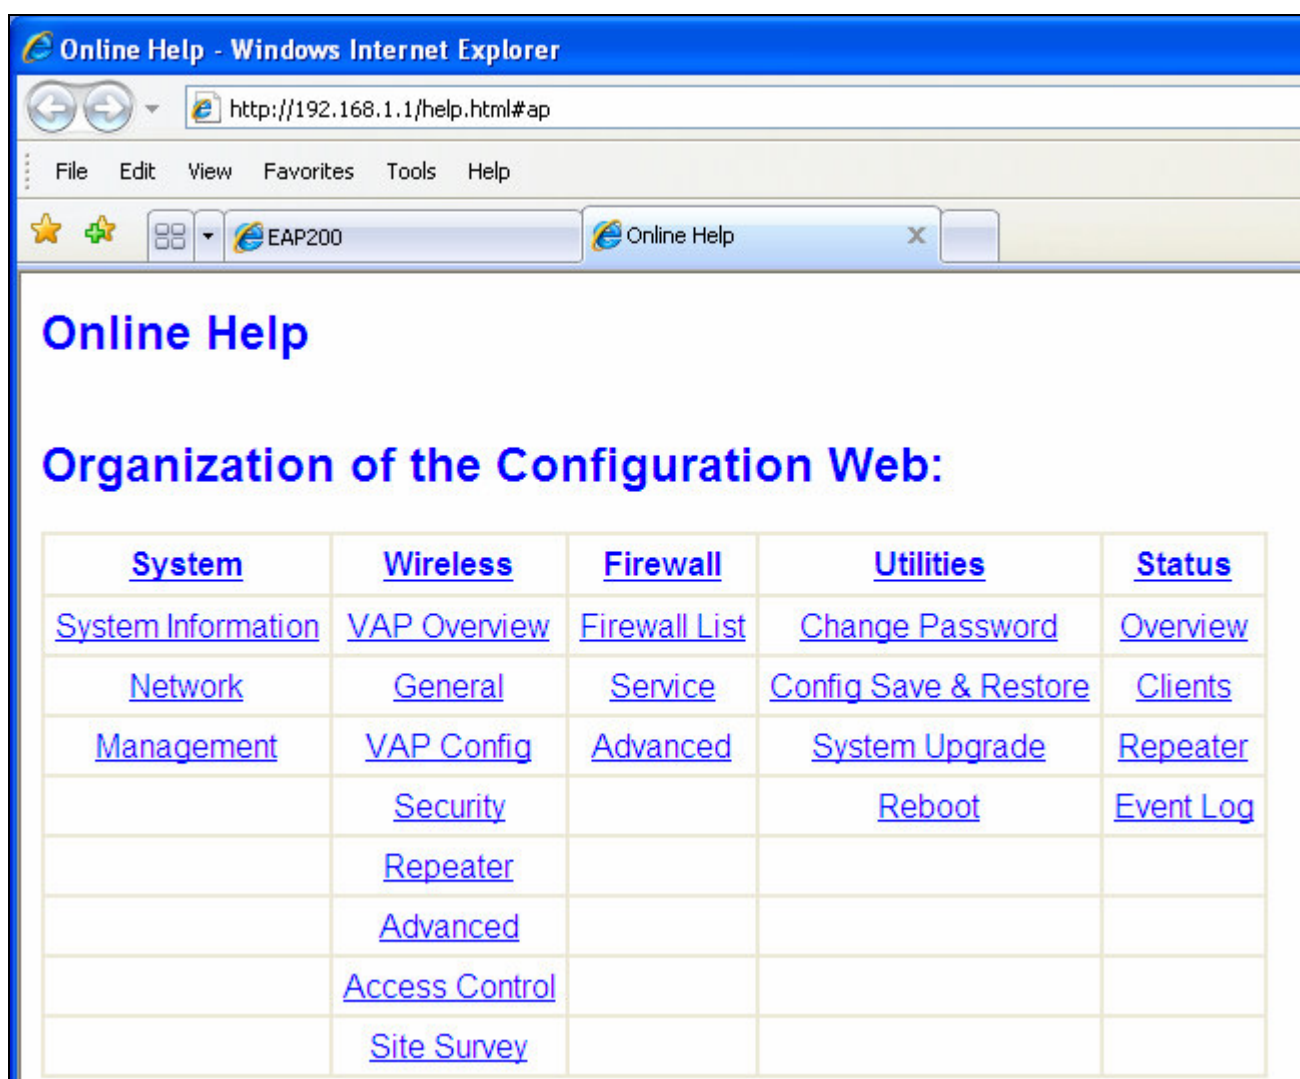 Online Help - Windows Internet Explorer
http://192.168.1.1/help.html#ap
File Edit View Favorites Tools Help
EAP200 Online Help
Online Help
Organization of the Configuration Web:
System Wireless Firewall Utilities Status
System Information VAP Overview Firewall List Change Password Overview
Network General Service Config Save & Restore Clients
Management VAP Config Advanced System Upgrade Repeater
Security Reboot Event Log
Repeater
Advanced
Access Control
Site Survey